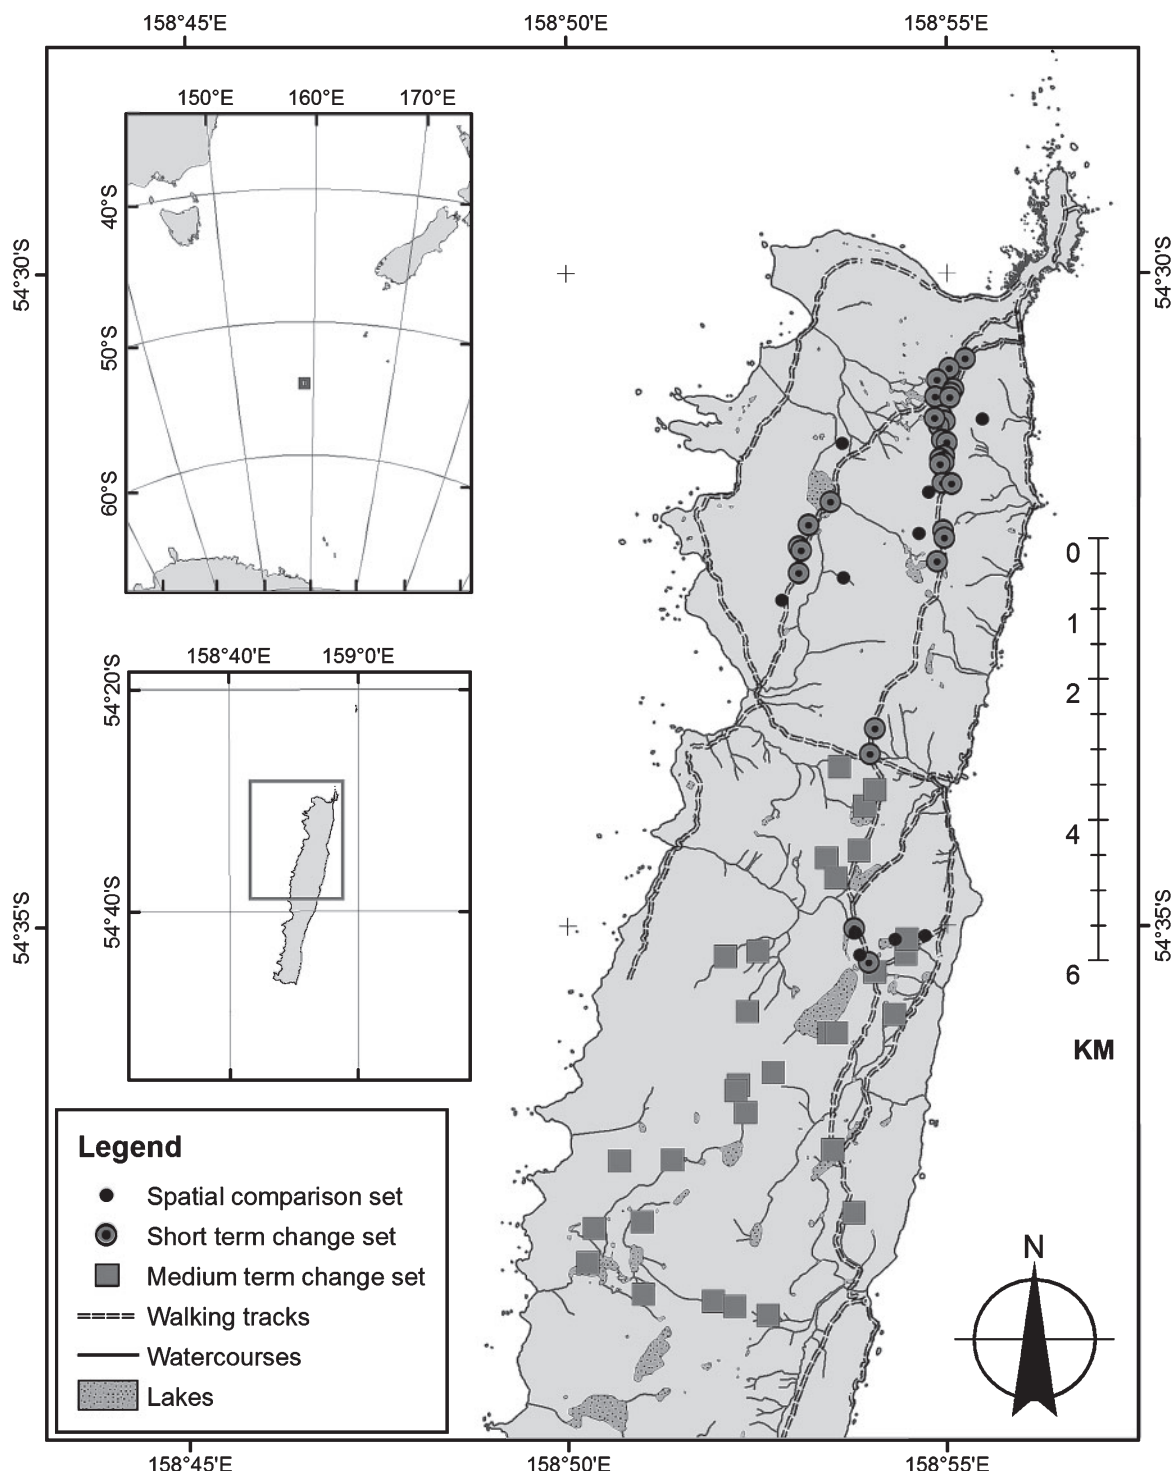 158°45'E 158°50'E 158°55'E
150°E 160°E 170°E
40°S
50°S
60°S
54°30'S
54°30'S
0
1
2
4
6
KM
158°40'E 159°0'E
54°20'S
54°40'S
54°35'S
54°35'S
Legend
Spatial comparison set
Short term change set
Medium term change set
Walking tracks
Watercourses
Lakes
N
158°45'E 158°50'E 158°55'E